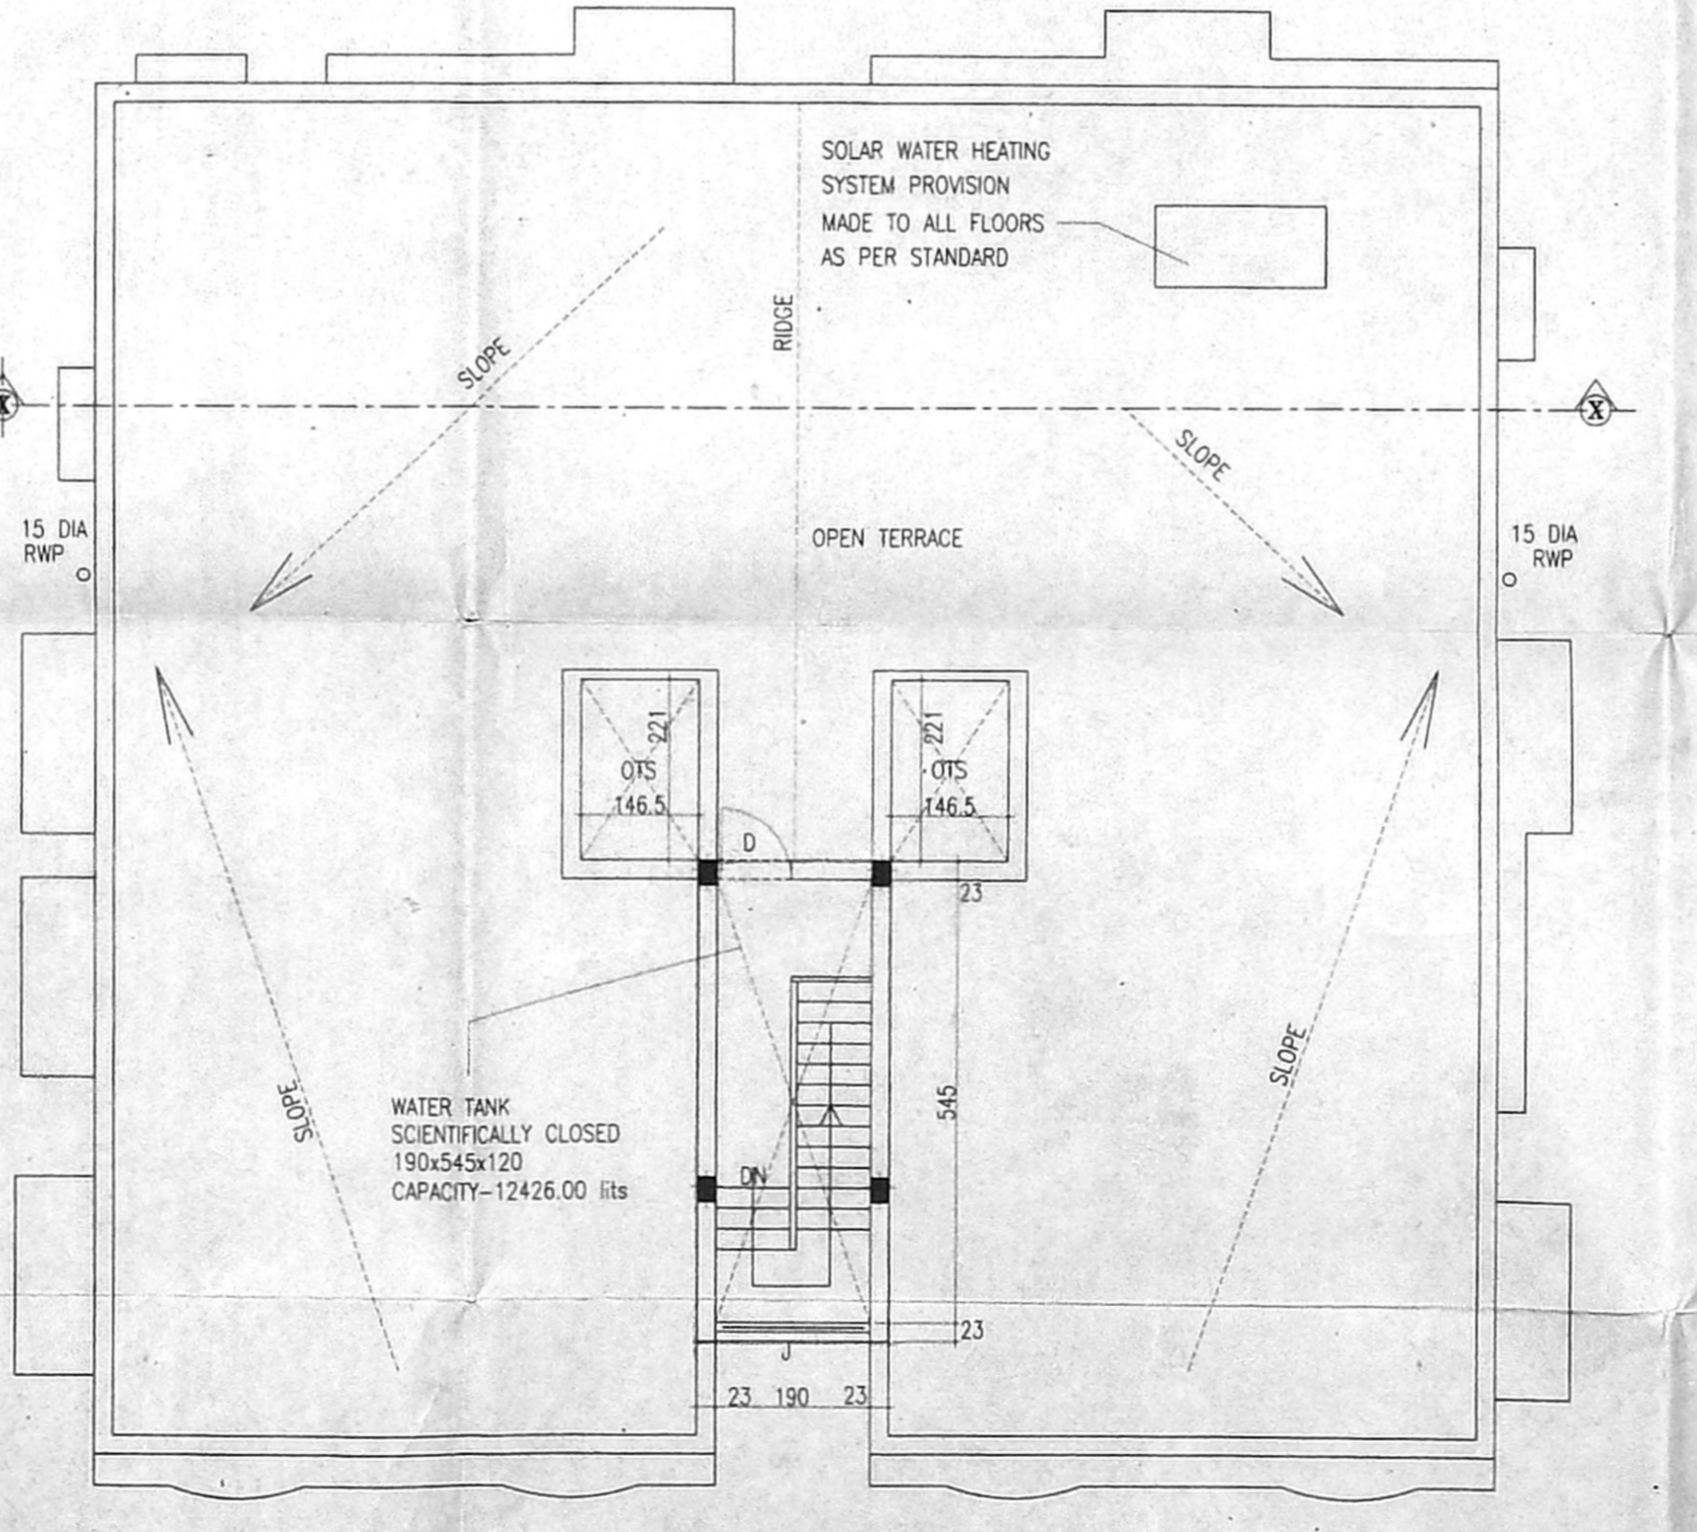 SOLAR WATER HEATING
SYSTEM PROVISION
MADE TO ALL FLOORS
AS PER STANDARD
RIDGE
SLOPE
X
X
SLOPE
15 DIA
RWP
OPEN TERRACE
15 DIA
RWP
221
OTS
146.5
221
OTS
146.5
D
23
SLOPE
SLOPE
545
WATER TANK
SCIENTIFICALLY CLOSED
190x545x120
CAPACITY-12426.00 lits
DN
23
J
23 190 23